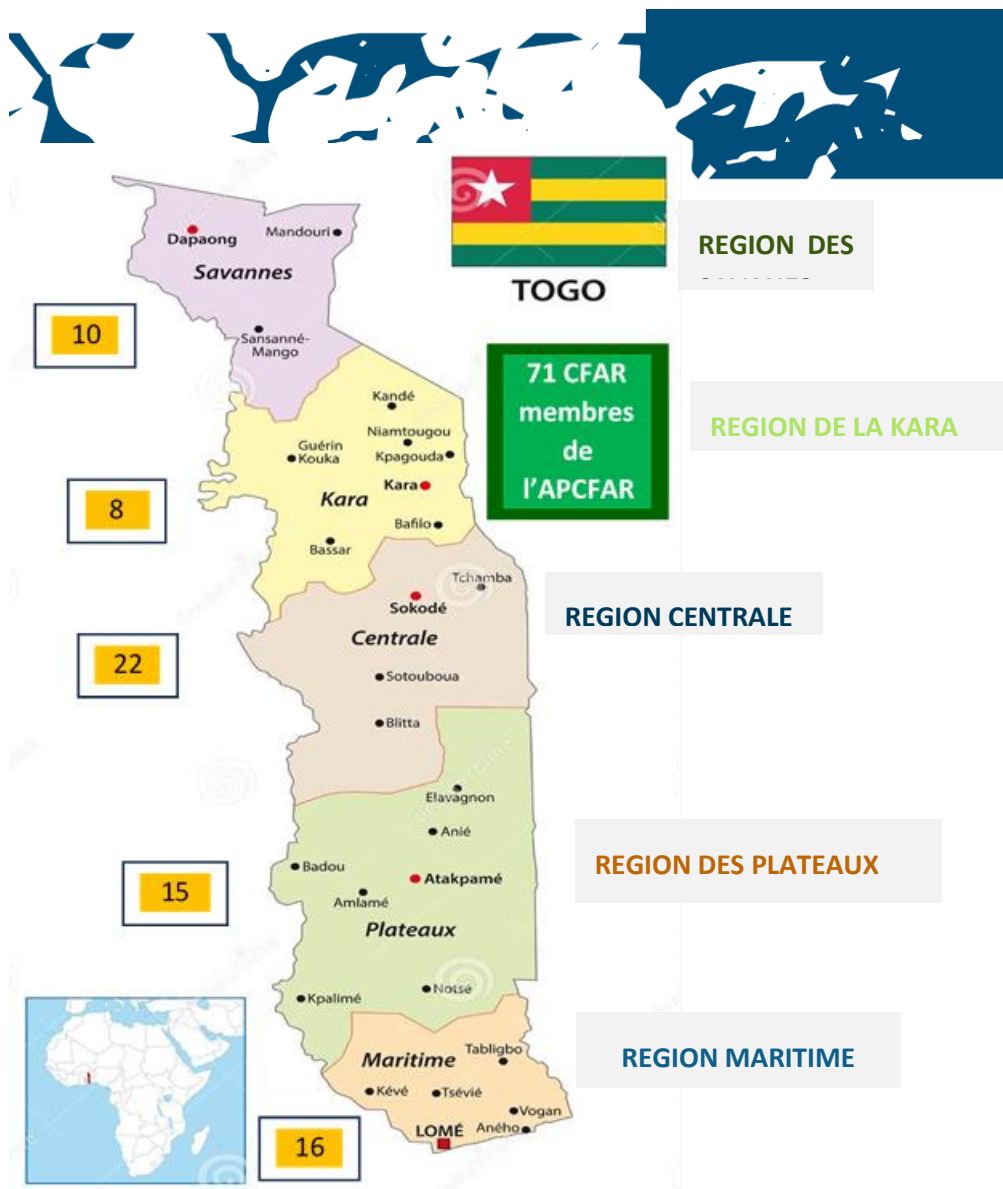 TOGO
REGION DES
Dapaong
Mandouri
Savannes
10
Sansanné-
Mango
71 CFAR
membres
de
l'APCFAR
REGION DE LA KARA
Kandé
Niamtougou
Guérin
Kouka
Kpagouda
Kara
Kara
8
Bafilo
Bassar
Tchamba
Sokodé
REGION CENTRALE
Centrale
22
Sotouboua
Blitta
Elavagnon
Anié
Badou
Atakpamé
REGION DES PLATEAUX
15
Amlamé
Plateaux
Notsé
Kpalimé
Maritime
Tabligbo
REGION MARITIME
Kévé
Tsévié
Vogan
LOMÉ
Aného
16